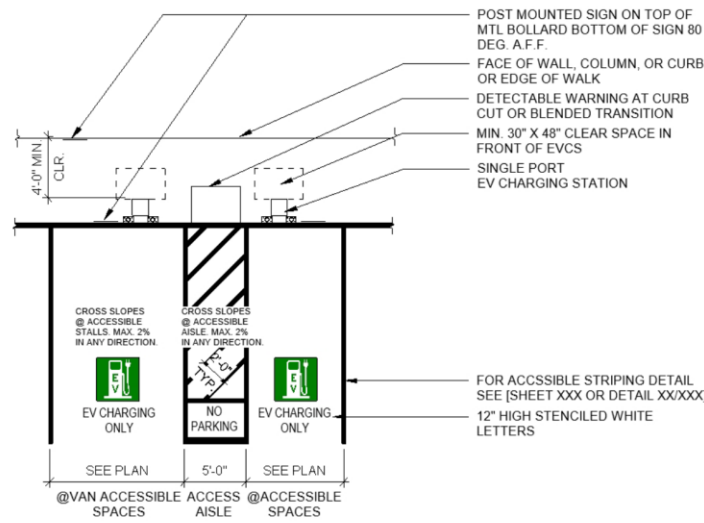 POST MOUNTED SIGN ON TOP OF
MTL BOLLARD BOTTOM OF SIGN 80
DEG. A.F.F.
FACE OF WALL, COLUMN, OR CURB
OR EDGE OF WALK
DETECTABLE WARNING AT CURB
CUT OR BLENDED TRANSITION
MIN. 30" X 48" CLEAR SPACE IN
FRONT OF EVCS
SINGLE PORT
EV CHARGING STATION
4'-0" MIN.
CLR.
CROSS SLOPES
@ ACCESSIBLE
STALLS. MAX. 2%
IN ANY DIRECTION.
CROSS SLOPES
@ ACCESSIBLE
AISLE. MAX. 2%
IN ANY DIRECTION.
2'-0"
TYP.
EV
EV CHARGING
ONLY
NO
PARKING
EV
EV CHARGING
ONLY
FOR ACCSSIBLE STRIPING DETAIL
SEE [SHEET XXX OR DETAIL XX/XXX]
12" HIGH STENCILED WHITE
LETTERS
SEE PLAN
5'-0"
SEE PLAN
@VAN ACCESSIBLE
SPACES
ACCESS
AISLE
@ACCESSIBLE
SPACES